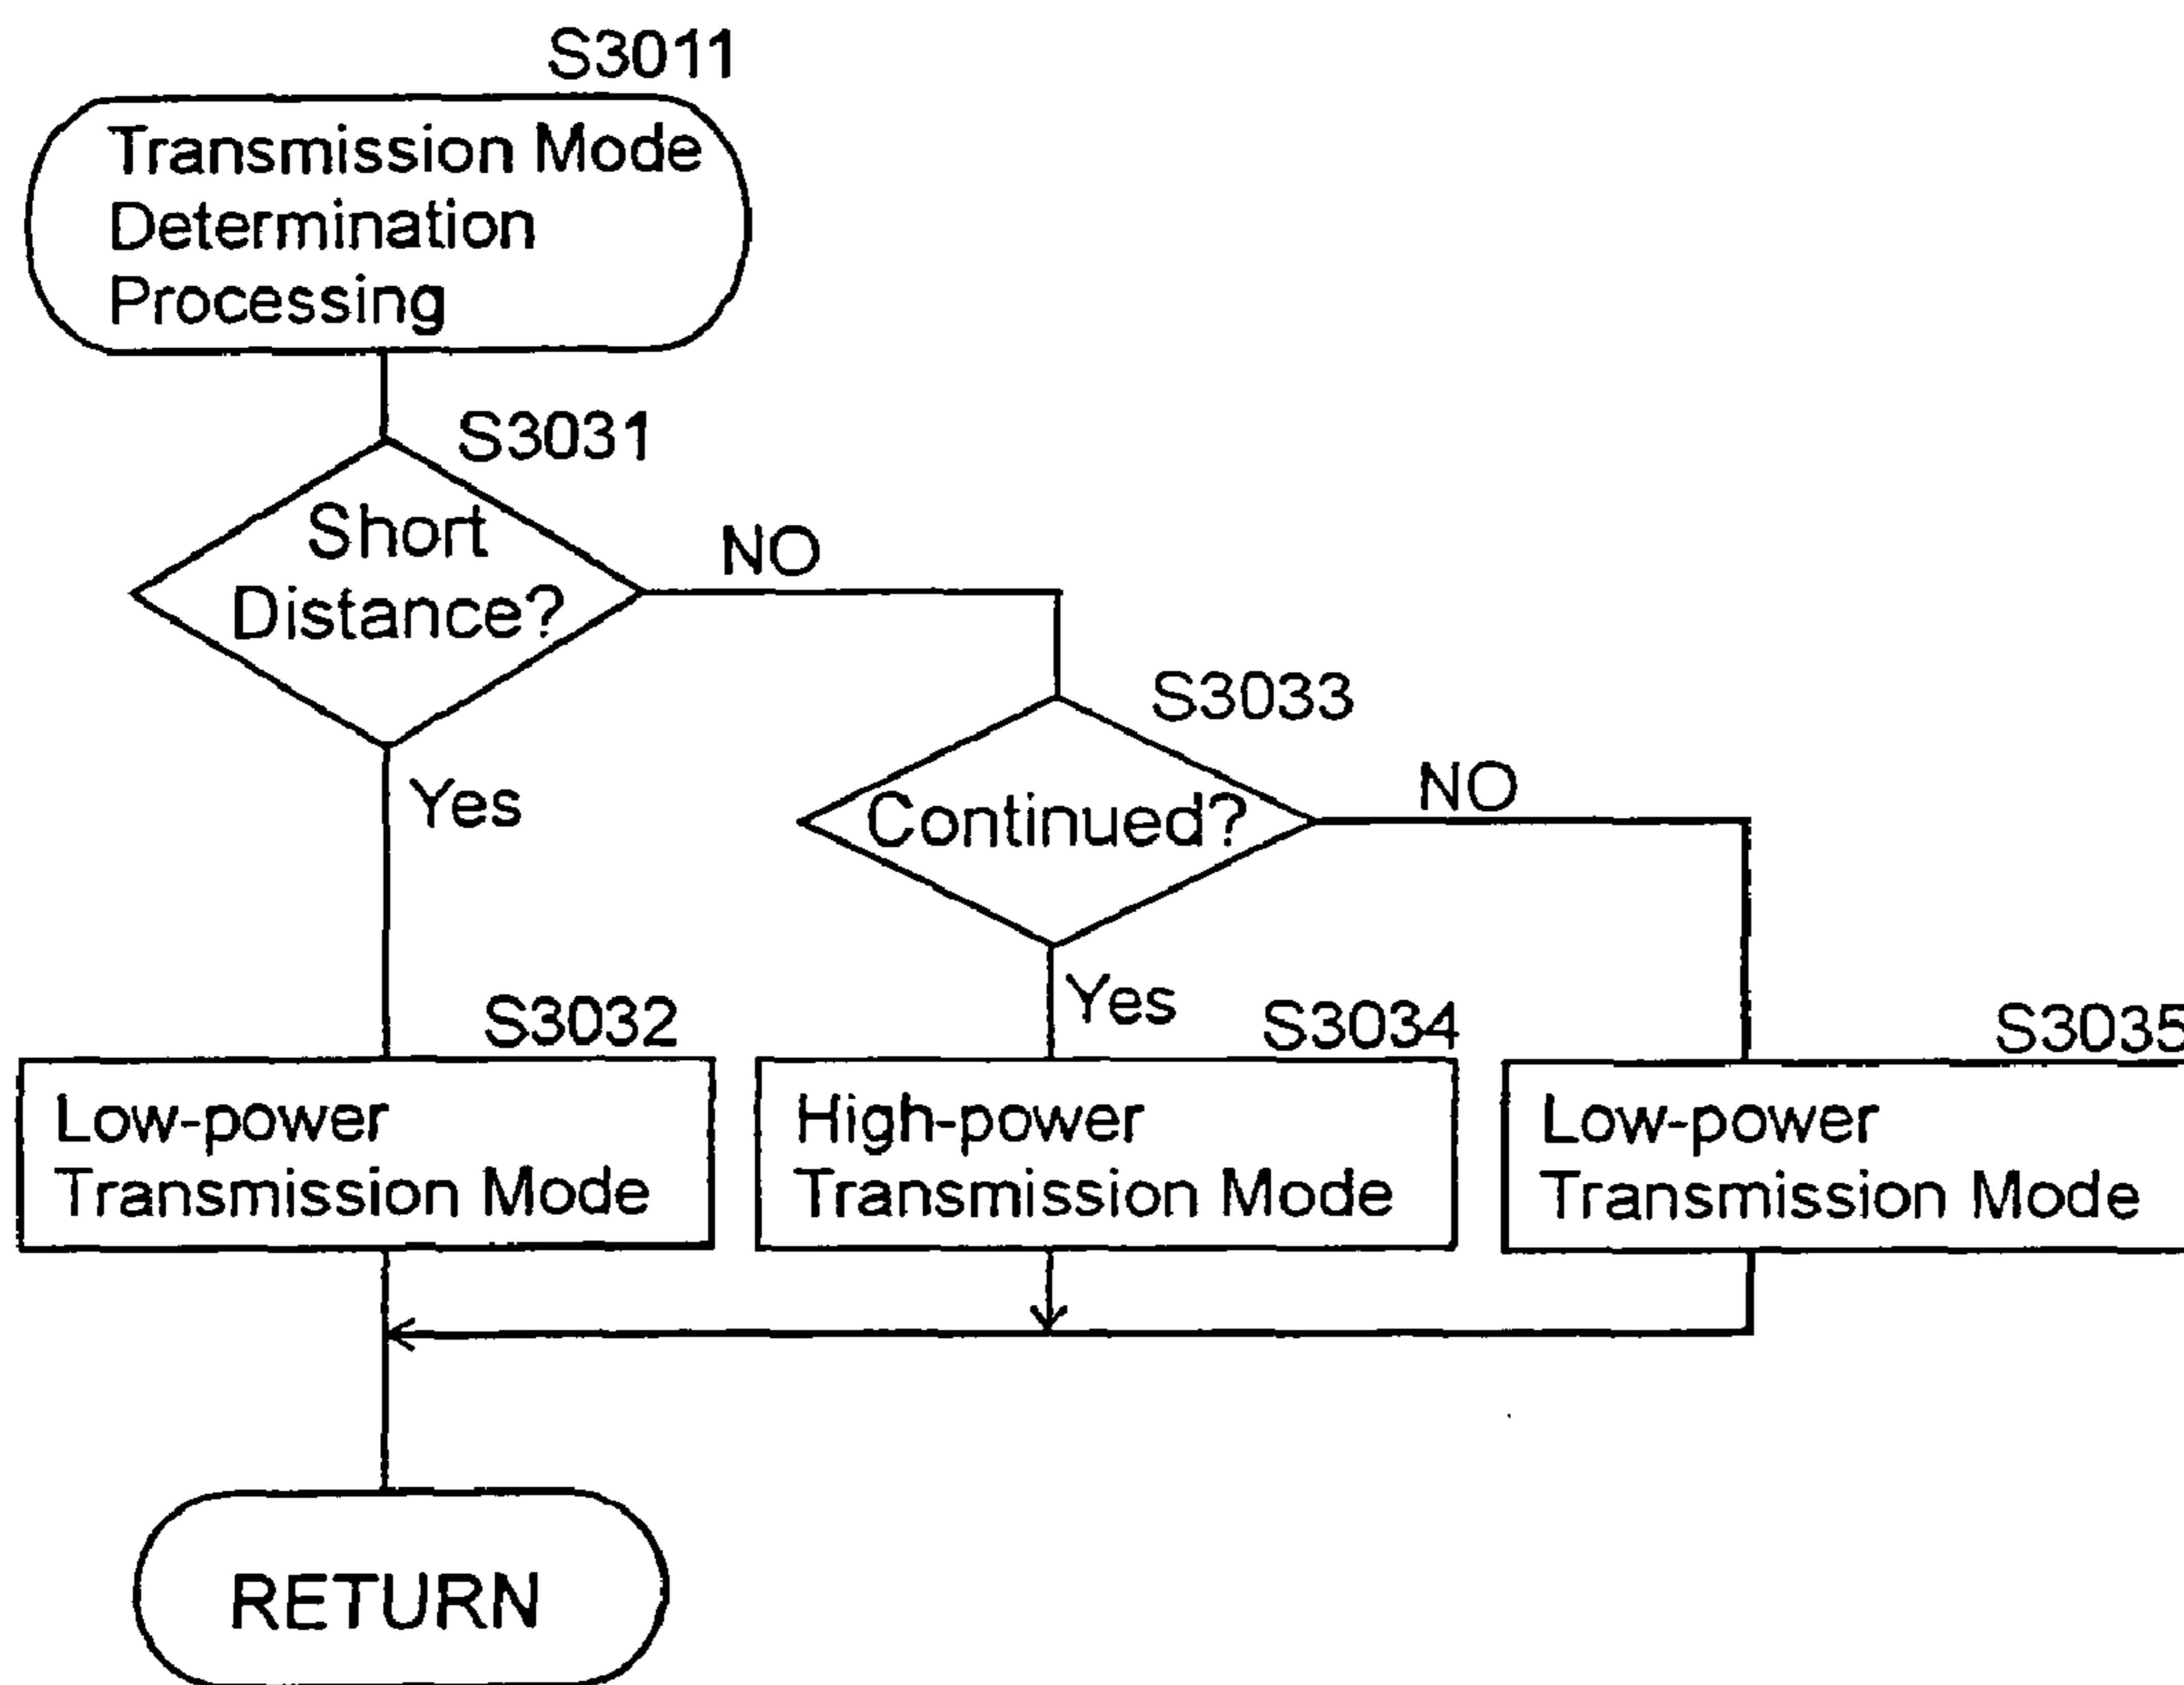 S3011
Transmission Mode
Determination
Processing
S3031
Short
Distance?
NO
Yes
S3033
Continued?
NO
Yes
S3032
Low-power
Transmission Mode
S3034
High-power
Transmission Mode
S3035
Low-power
Transmission Mode
RETURN